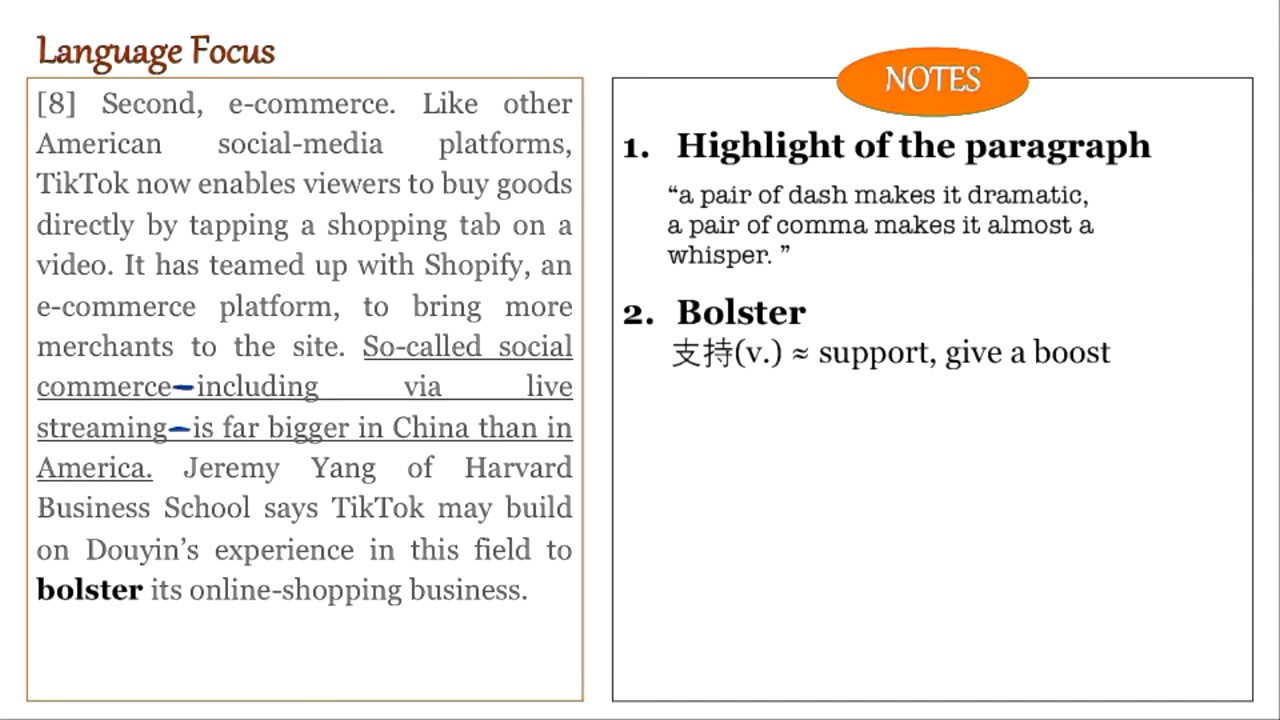 Language Focus
[8] Second, e-commerce. Like other
American social-media platforms,
TikTok now enables viewers to buy goods
directly by tapping a shopping tab on a
video. It has teamed up with Shopify, an
e-commerce platform, to bring more
merchants to the site. So-called social
commerce—including via live
streaming—is far bigger in China than in
America. Jeremy Yang of Harvard
Business School says TikTok may build
on Douyin’s experience in this field to
bolster its online-shopping business.
NOTES
1. Highlight of the paragraph
“a pair of dash makes it dramatic,
a pair of comma makes it almost a
whisper. ”
2. Bolster
支持(v.) ≈ support, give a boost